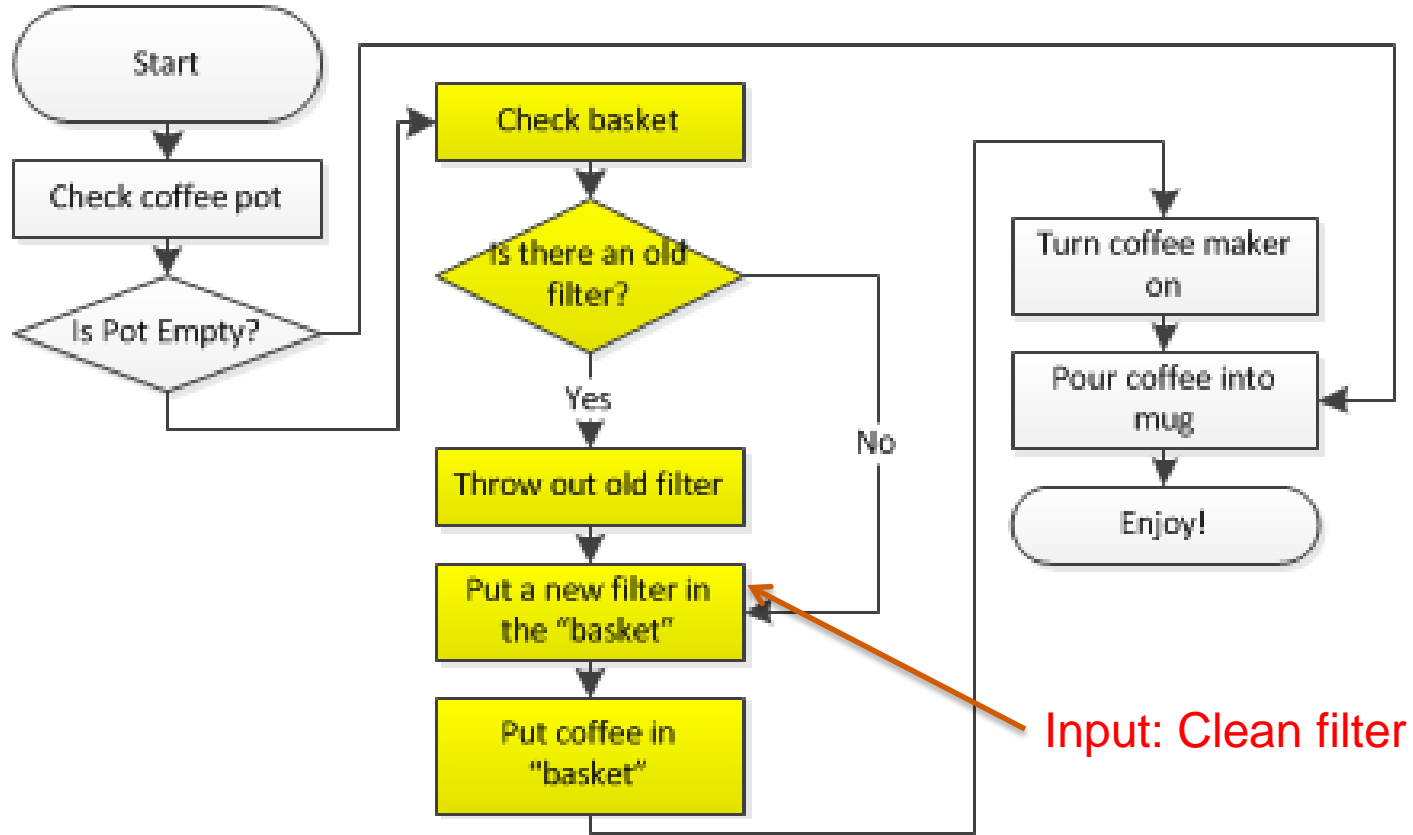 Start
Check coffee pot
Is Pot Empty?
Check basket
Is there an old
filter?
Yes
No
Throw out old filter
Put a new filter in
the “basket“
Put coffee in
"basket”
Turn coffee maker
on
Pour coffee into
mug
Enjoy!
Input: Clean filter